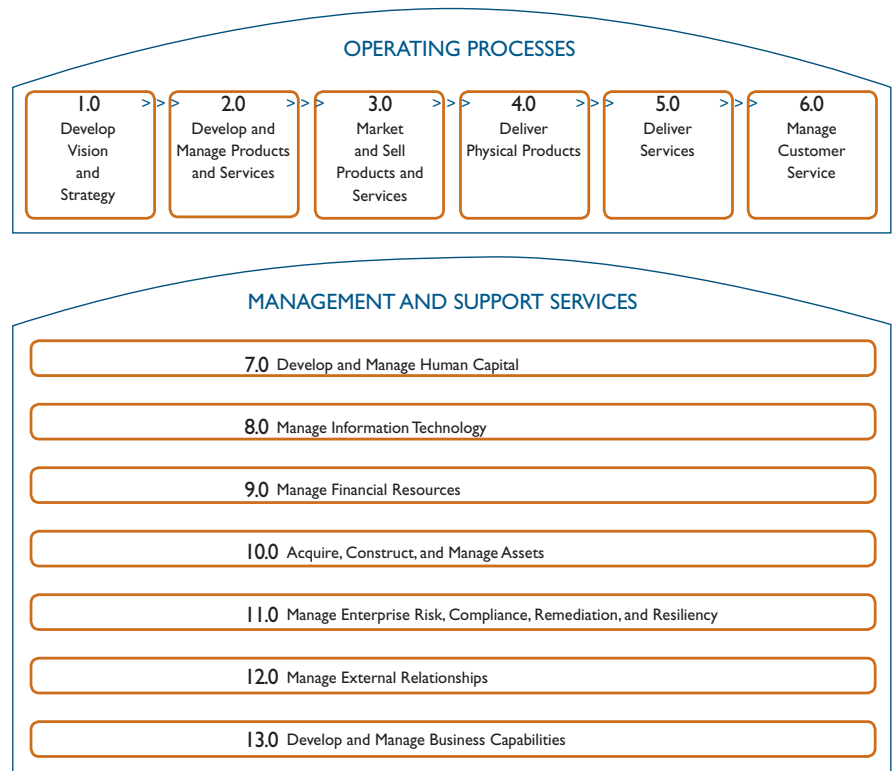 OPERATING PROCESSES
1.0 >>>
Develop
Vision
and
Strategy
2.0 >>>
Develop and
Manage Products
and Services
3.0 >>>
Market
and Sell
Products and
Services
4.0 >>>
Deliver
Physical Products
5.0 >>>
Deliver
Services
6.0
Manage
Customer
Service
MANAGEMENT AND SUPPORT SERVICES
7.0 Develop and Manage Human Capital
8.0 Manage Information Technology
9.0 Manage Financial Resources
10.0 Acquire, Construct, and Manage Assets
11.0 Manage Enterprise Risk, Compliance, Remediation, and Resiliency
12.0 Manage External Relationships
13.0 Develop and Manage Business Capabilities